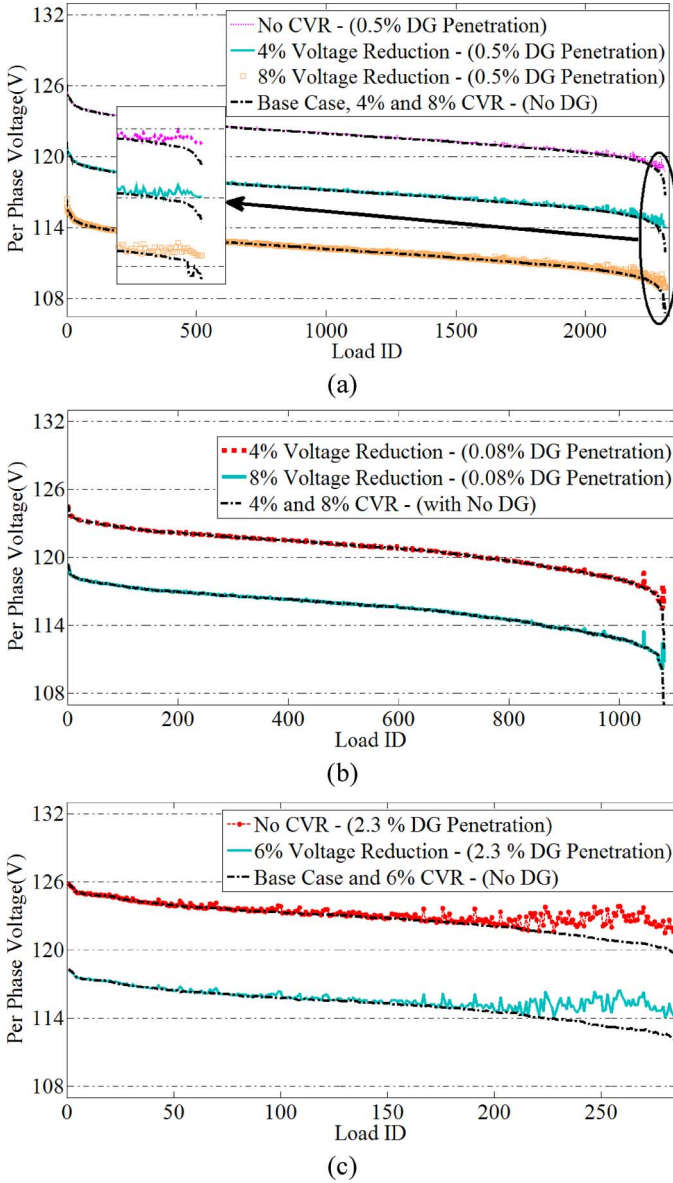 132
No CVR - (0.5% DG Penetration)
4% Voltage Reduction - (0.5% DG Penetration)
8% Voltage Reduction - (0.5% DG Penetration)
Base Case, 4% and 8% CVR - (No DG)
126
120
114
108
Per Phase Voltage(V)
0
500
1000
1500
2000
Load ID
(a)
132
4% Voltage Reduction - (0.08% DG Penetration)
8% Voltage Reduction - (0.08% DG Penetration)
4% and 8% CVR - (with No DG)
126
120
114
108
Per Phase Voltage(V)
0
200
400
600
800
1000
Load ID
(b)
132
No CVR - (2.3 % DG Penetration)
6% Voltage Reduction - (2.3 % DG Penetration)
Base Case and 6% CVR - (No DG)
126
120
114
108
Per Phase Voltage(V)
0
50
100
150
200
250
Load ID
(c)